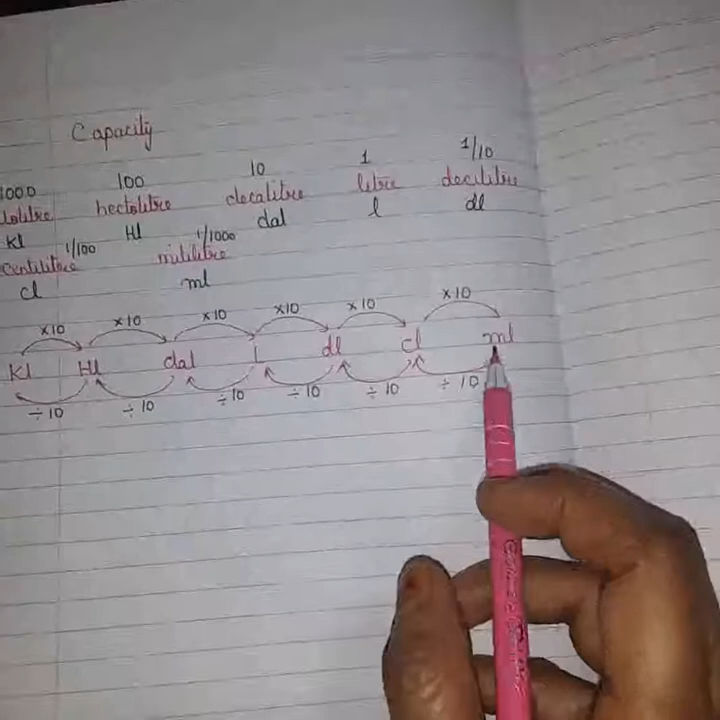 Capacity
1000 100 10 1 1/10
lolitre hectolitre decalitre litre decilitre
Kl Hl dal l dl
1/100 1/1000
centilitre mililitre
cl ml
×10 ×10 ×10 ×10 ×10 ×10
Kl Hl dal l dl cl ml
÷10 ÷10 ÷10 ÷10 ÷10 ÷10